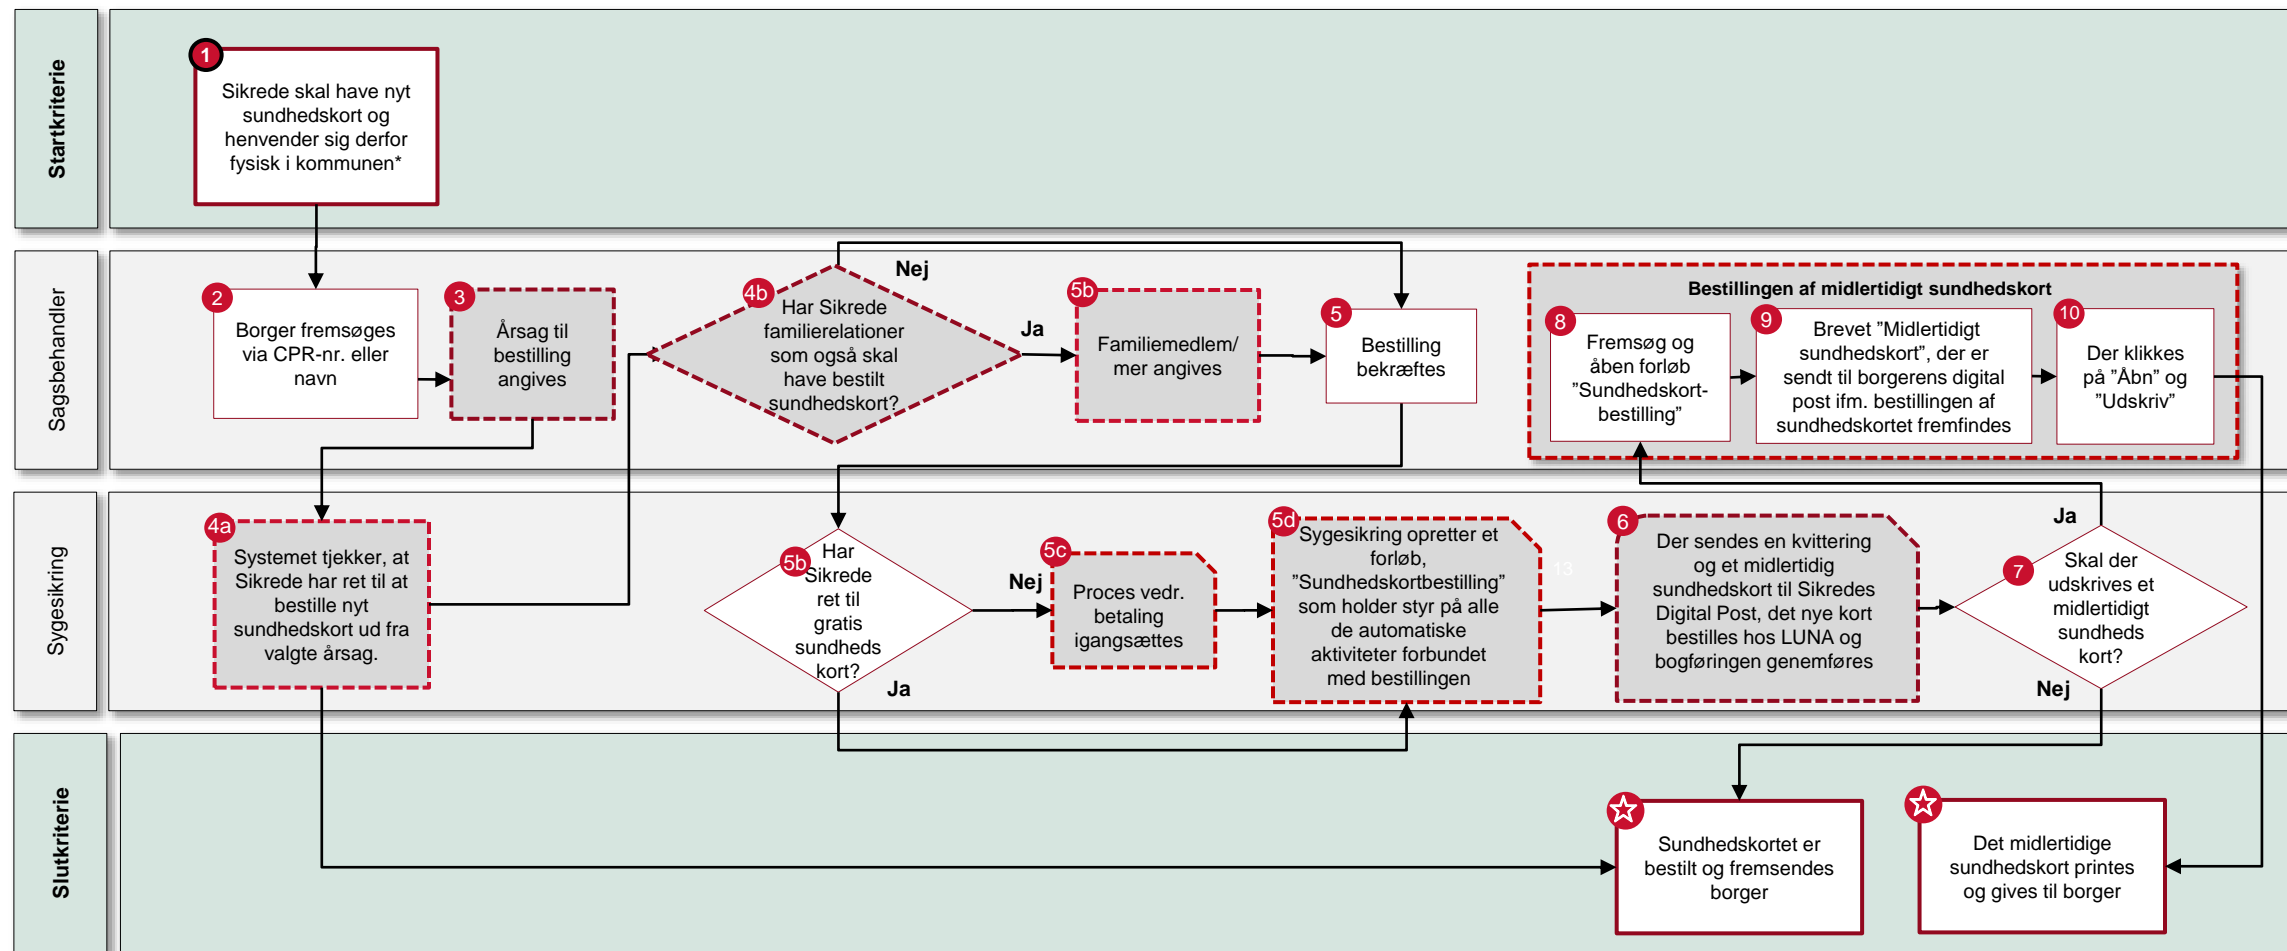 Startkriterie
1
Sikrede skal have nyt
sundhedskort og
henvender sig derfor
fysisk i kommunen*
Sagsbehandler
2
Borger fremsøges
via CPR-nr. eller
navn
3
Årsag til
bestilling
angives
4b
Har Sikrede
familierelationer
som også skal
have bestilt
sundhedskort?
Nej
Ja
5b
Familiemedlem/
mer angives
5
Bestilling
bekræftes
Bestillingen af midlertidigt sundhedskort
8
Fremsøg og
åben forløb
”Sundhedskort-
bestilling”
9
Brevet ”Midlertidigt
sundhedskort”, der er
sendt til borgerens digital
post ifm. bestillingen af
sundhedskortet fremfindes
10
Der klikkes
på ”Åbn” og
”Udskriv”
Sygesikring
4a
Systemet tjekker, at
Sikrede har ret til at
bestille nyt
sundhedskort ud fra
valgte årsag.
5b
Har
Sikrede
ret til
gratis
sundheds
kort?
Nej
Ja
5c
Proces vedr.
betaling
igangsættes
5d
Sygesikring opretter et
forløb,
”Sundhedskortbestilling”
som holder styr på alle
de automatiske
aktiviteter forbundet
med bestillingen
13
6
Der sendes en kvittering
og et midlertidig
sundhedskort til Sikredes
Digital Post, det nye kort
bestilles hos LUNA og
bogføringen genemføres
7
Skal der
udskrives et
midlertidigt
sundheds
kort?
Ja
Nej
Slutkriterie
Sundhedskortet er
bestilt og fremsendes
borger
Det midlertidige
sundhedskort printes
og gives til borger